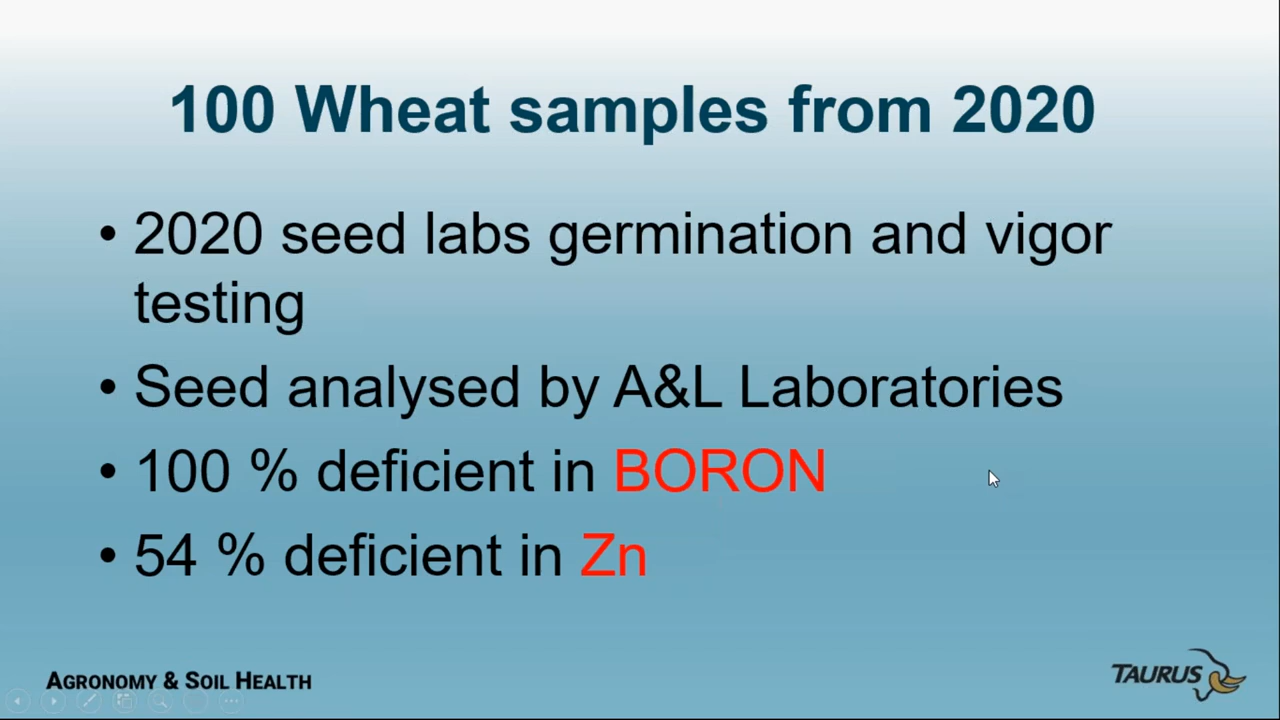 100 Wheat samples from 2020
• 2020 seed labs germination and vigor
testing
• Seed analysed by A&L Laboratories
• 100 % deficient in BORON
• 54 % deficient in Zn
AGRONOMY & SOIL HEALTH
TAURUS